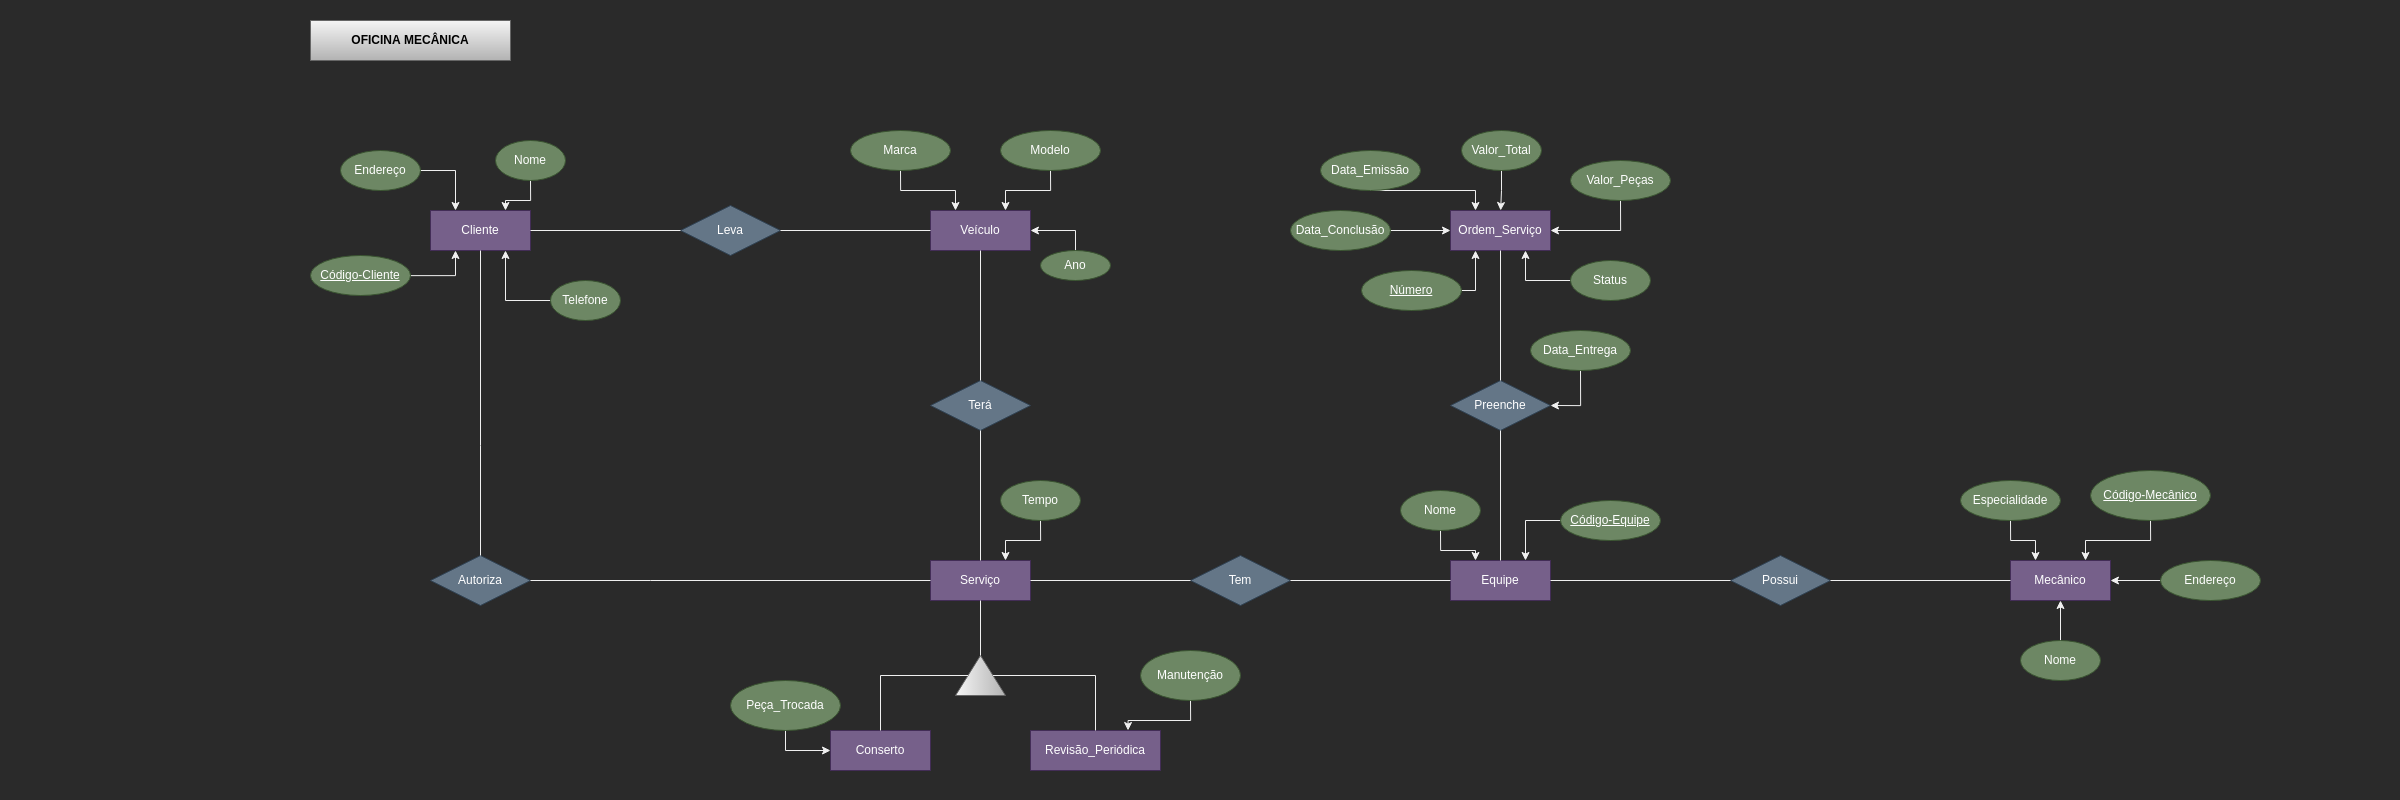 OFICINA MECÂNICA
Endereço
Nome
Cliente
Código-Cliente
Telefone
Leva
Marca
Modelo
Veículo
Ano
Data_Emissão
Valor_Total
Valor_Peças
Data_Conclusão
Ordem_Serviço
Número
Status
Data_Entrega
Terá
Preenche
Tempo
Nome
Código-Equipe
Especialidade
Código-Mecânico
Autoriza
Serviço
Tem
Equipe
Possui
Mecânico
Endereço
Nome
Peça_Trocada
Manutenção
Conserto
Revisão_Periódica